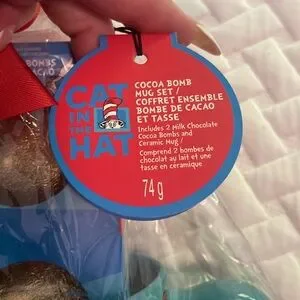 BOMBS
CACAO
CAT
IN
THE
HAT
COCOA BOMB
MUG SET /
COFFRET ENSEMBLE
BOMBE DE CACAO
ET TASSE
Includes 2 Milk Chocolate
Cocoa Bombs and
Ceramic Mug /
Comprend 2 bombes de
chocolat au lait et une
tasse en céramique
74g